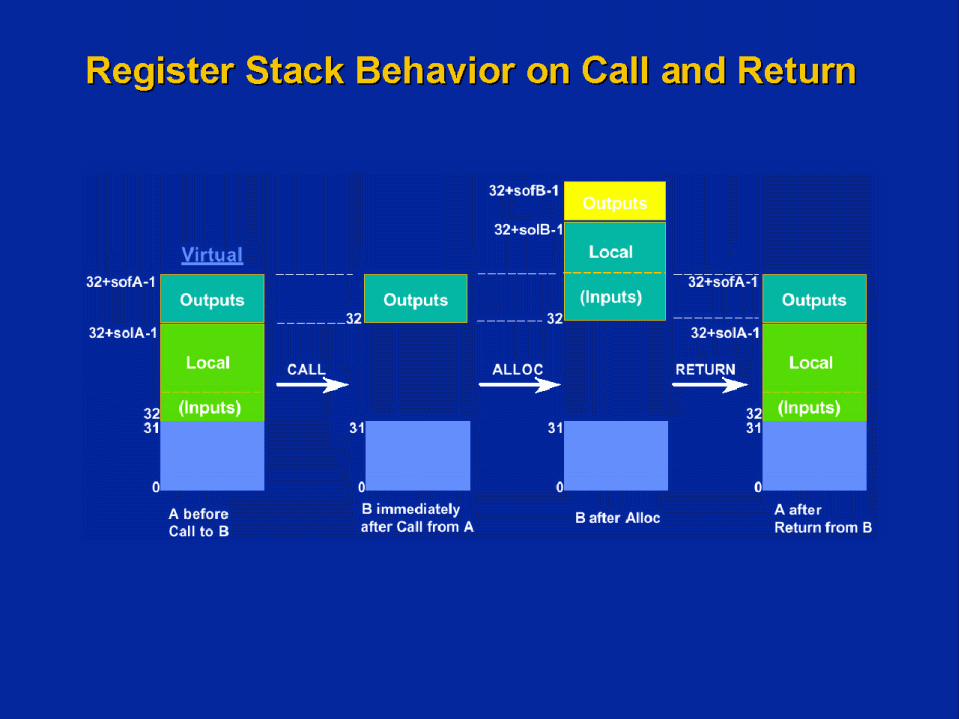 Register Stack Behavior on Call and Return
Virtual
32+sofA-1
Outputs
32+solA-1
Local
(Inputs)
32
31
0
A before
Call to B
CALL
Outputs
32
31
0
B immediately
after Call from A
ALLOC
32+sofB-1
Outputs
32+solB-1
Local
(Inputs)
32
31
0
B after Alloc
RETURN
32+sofA-1
Outputs
32+solA-1
Local
(Inputs)
32
31
0
A after
Return from B